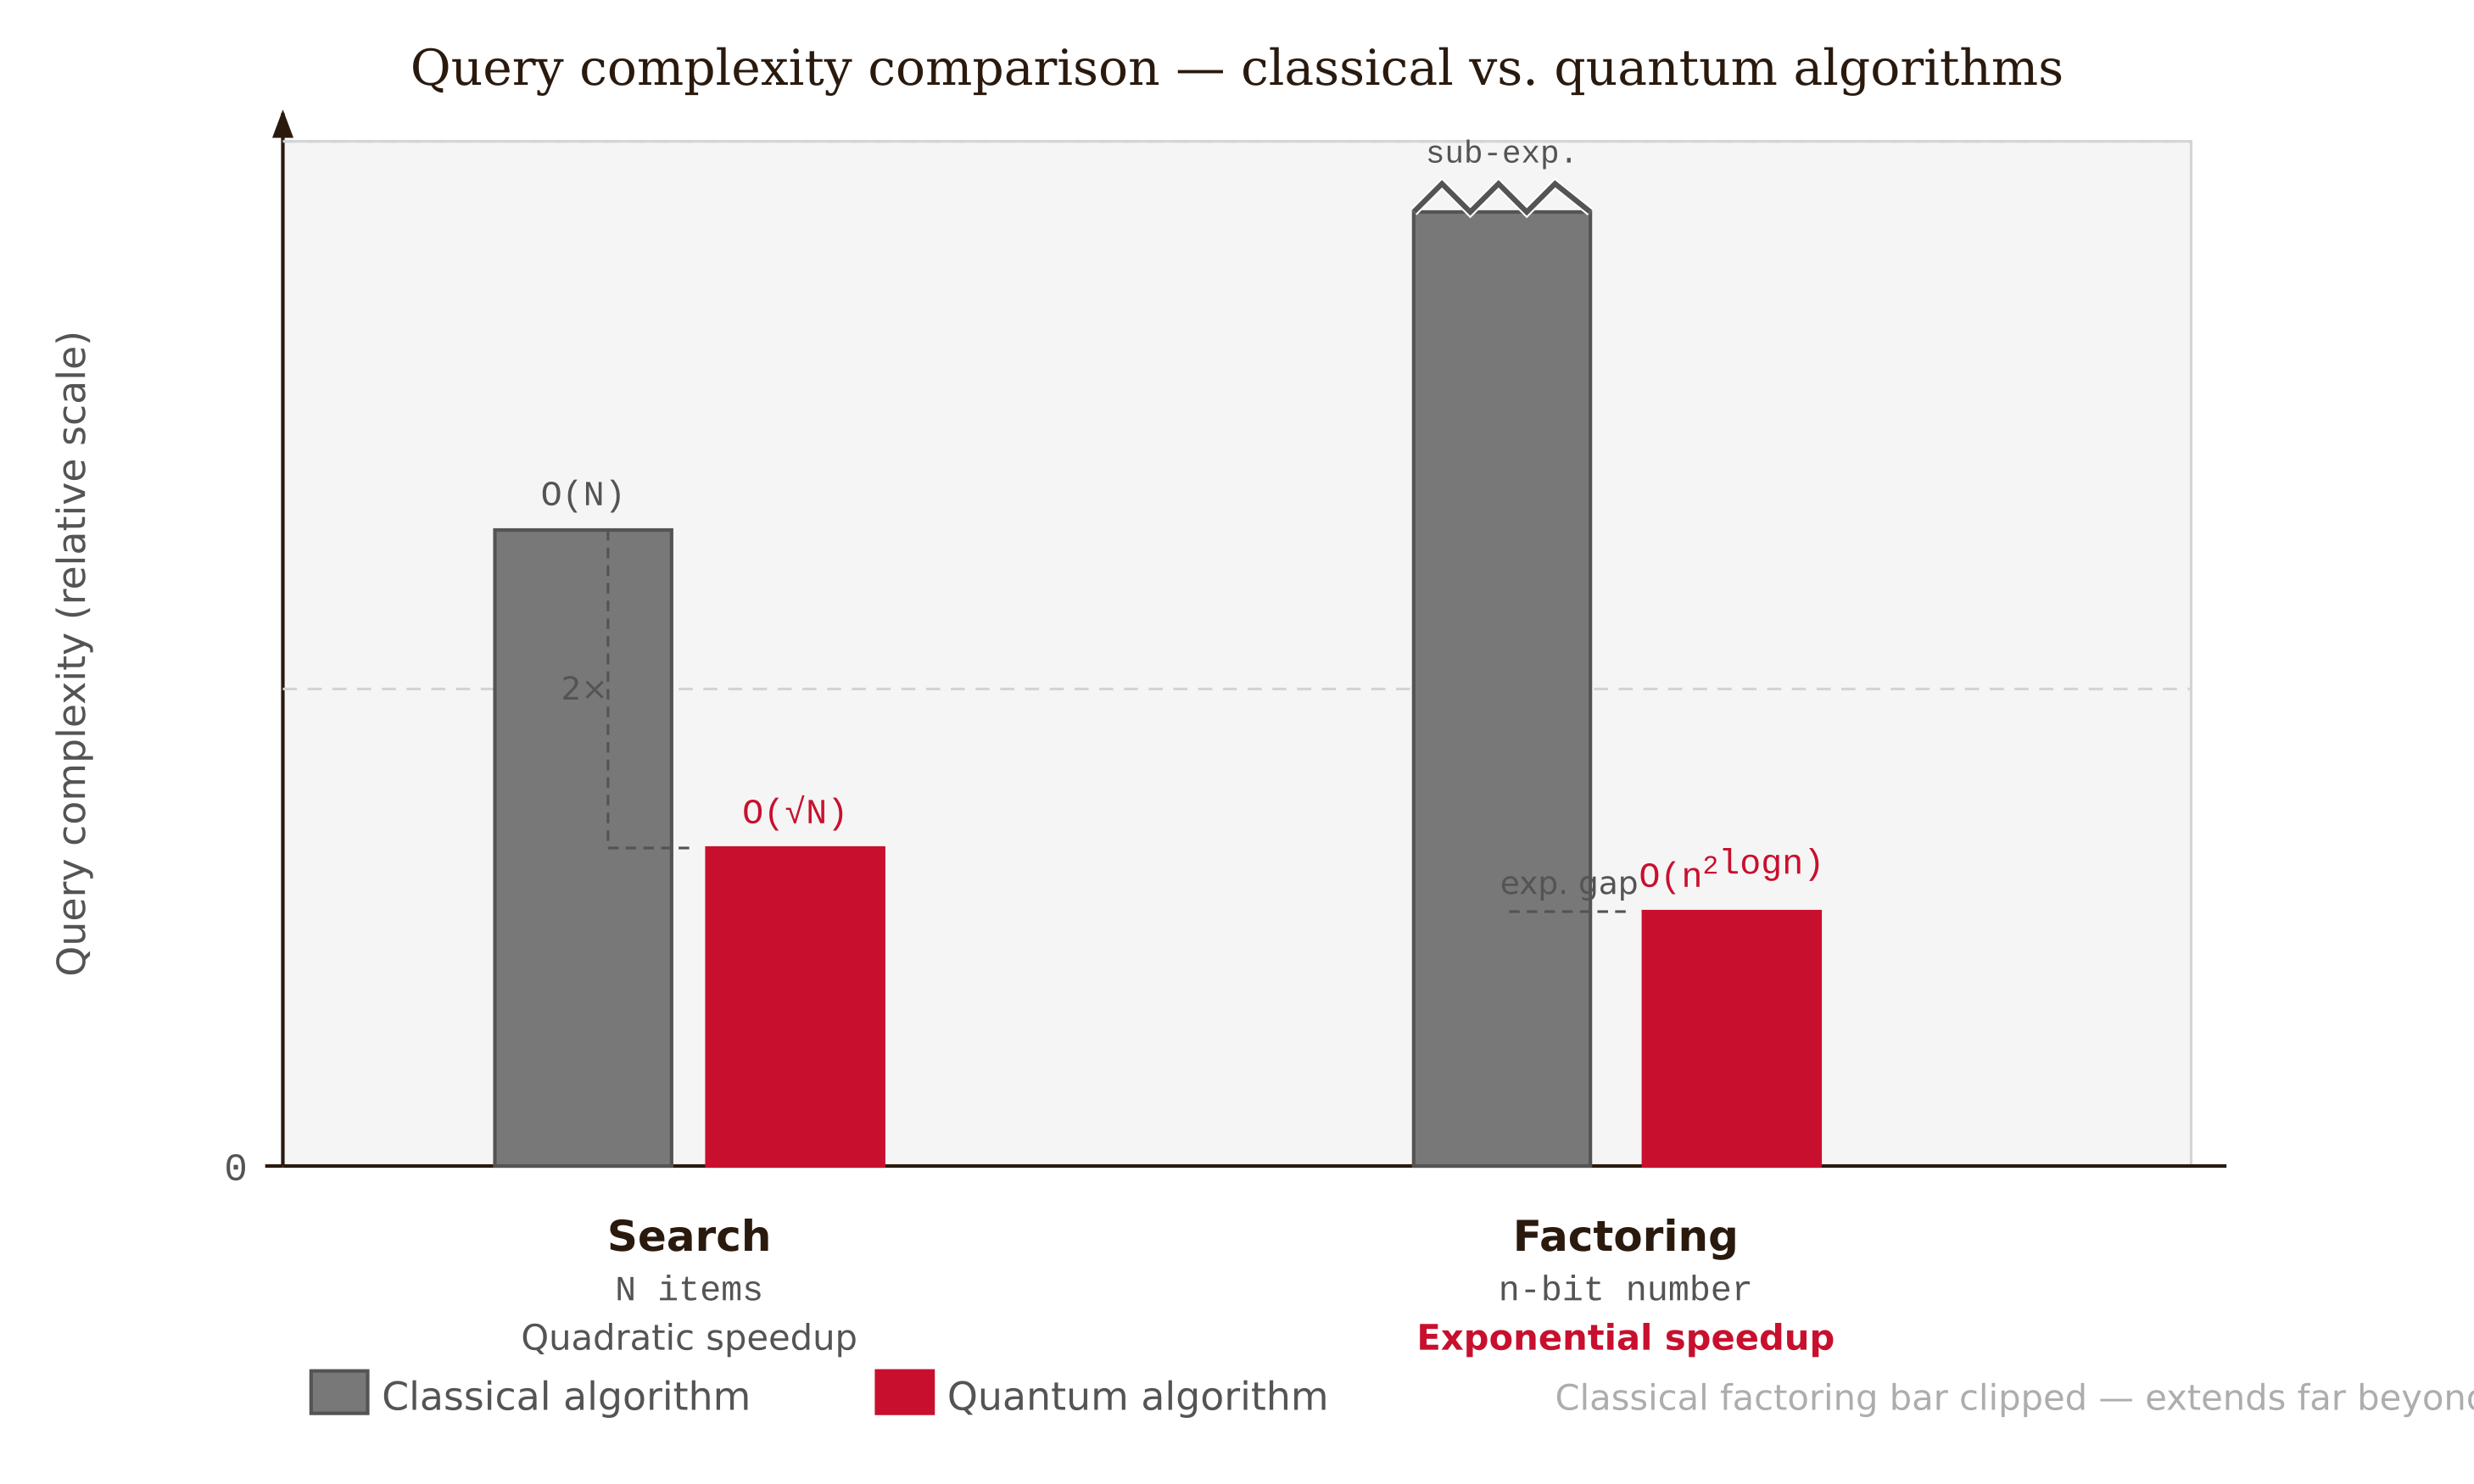 Query complexity comparison — classical vs. quantum algorithms
Query complexity (relative scale)
sub-exp.
O(N)
2×
O(√N)
exp. gap
O(n²logn)
0
Search
N items
Quadratic speedup
Factoring
n-bit number
Exponential speedup
Classical algorithm
Quantum algorithm
Classical factoring bar clipped — extends far